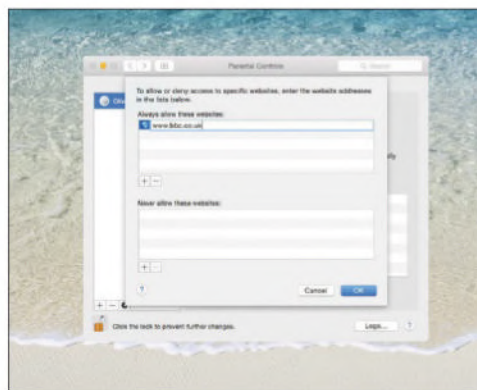 Parental Controls
Search
To allow or deny access to specific websites, enter the website addresses
in the lists below.
Always allow these websites:
www.bbc.co.uk
Never allow these websites:
Cancel
OK
Click the lock to prevent further changes.
Logs...